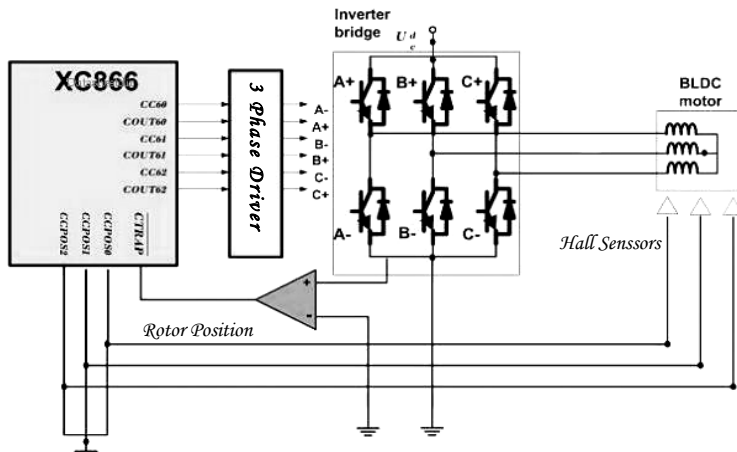 Inverter
bridge
U dc
XC866
A+
B+
C+
BLDC
motor
3 Phase Driver
CC60
COUT60
CC61
COUT61
CC62
COUT62
A-
A+
B-
B+
C-
C+
A-
B-
C-
CCPOS2
CCPOS1
CCPOS0
CTRAP
Hall Senssors
+
-
Rotor Position